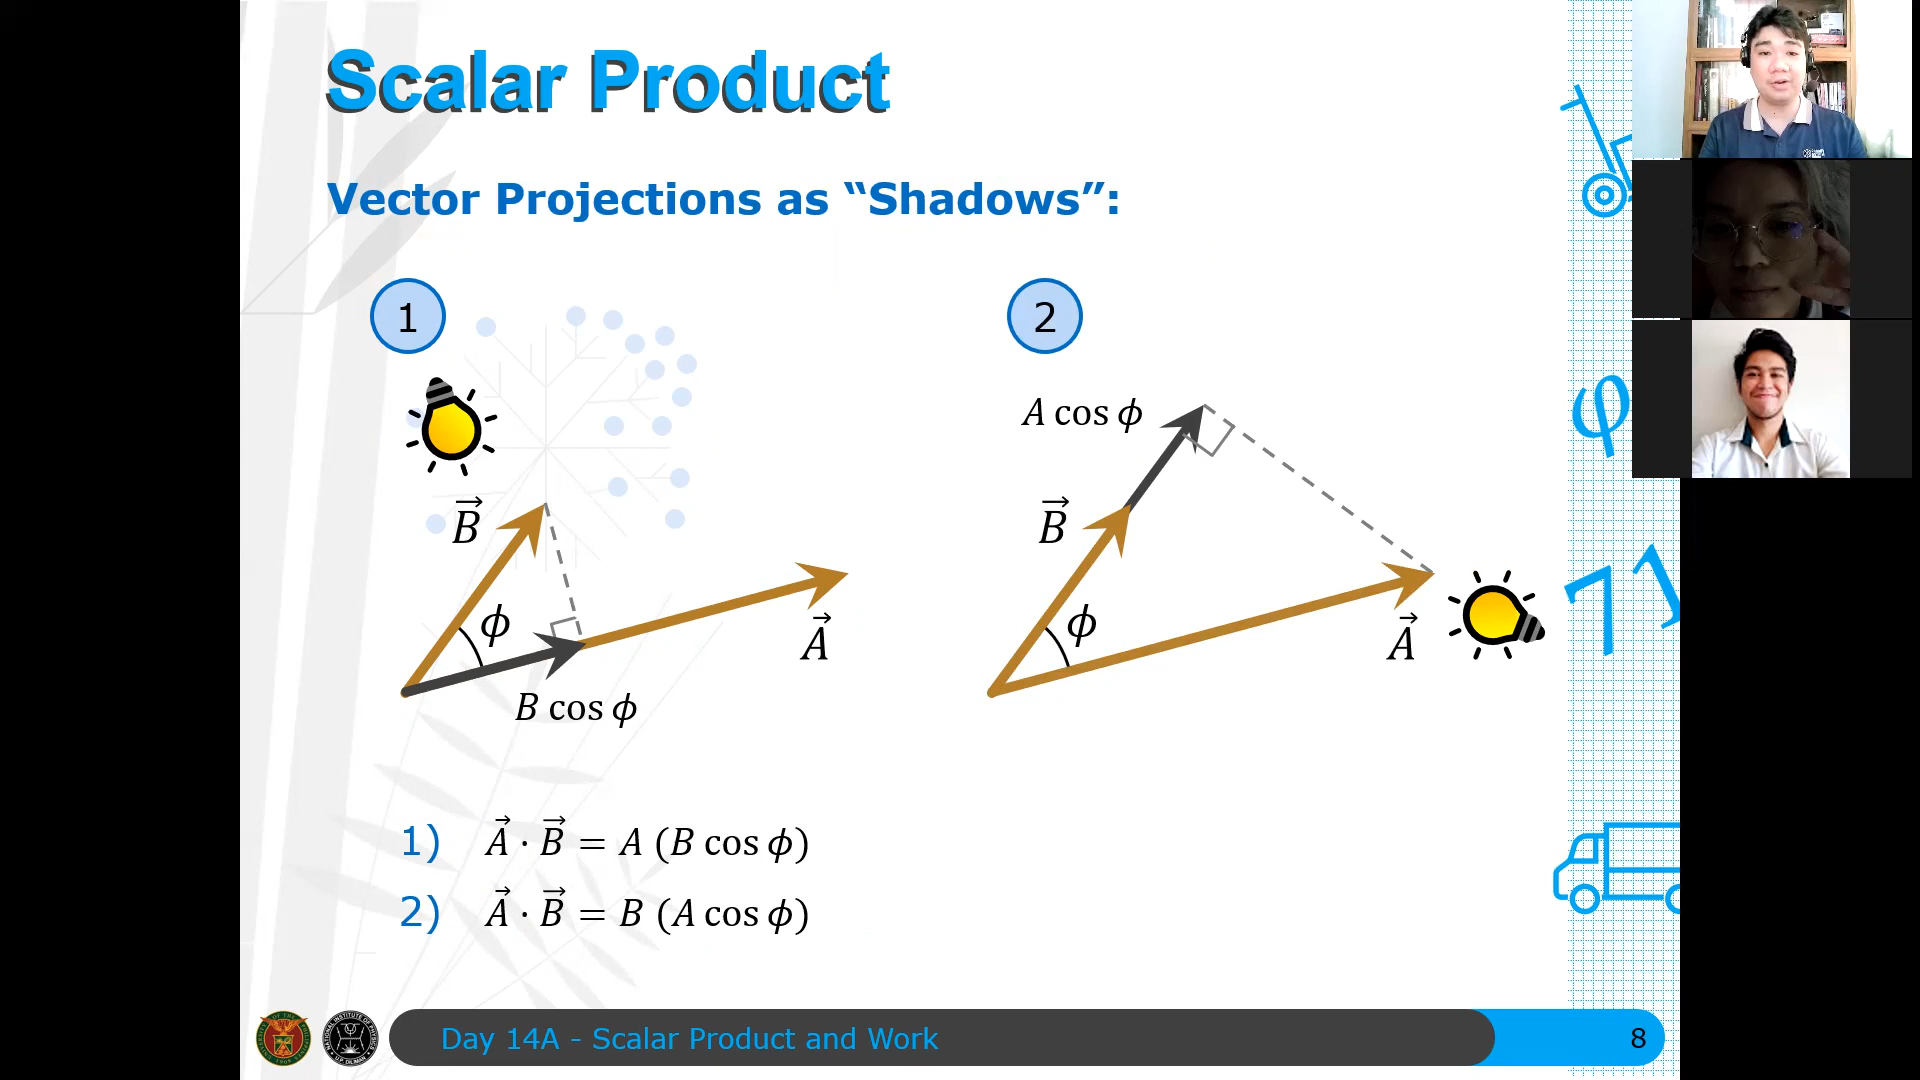 Scalar Product
Vector Projections as “Shadows”:
1
2
A cos ϕ
B⃗
B⃗
ϕ
ϕ
A⃗
A⃗
B cos ϕ
1) A⃗ · B⃗ = A (B cos ϕ)
2) A⃗ · B⃗ = B (A cos ϕ)
φ
71
Day 14A - Scalar Product and Work
8